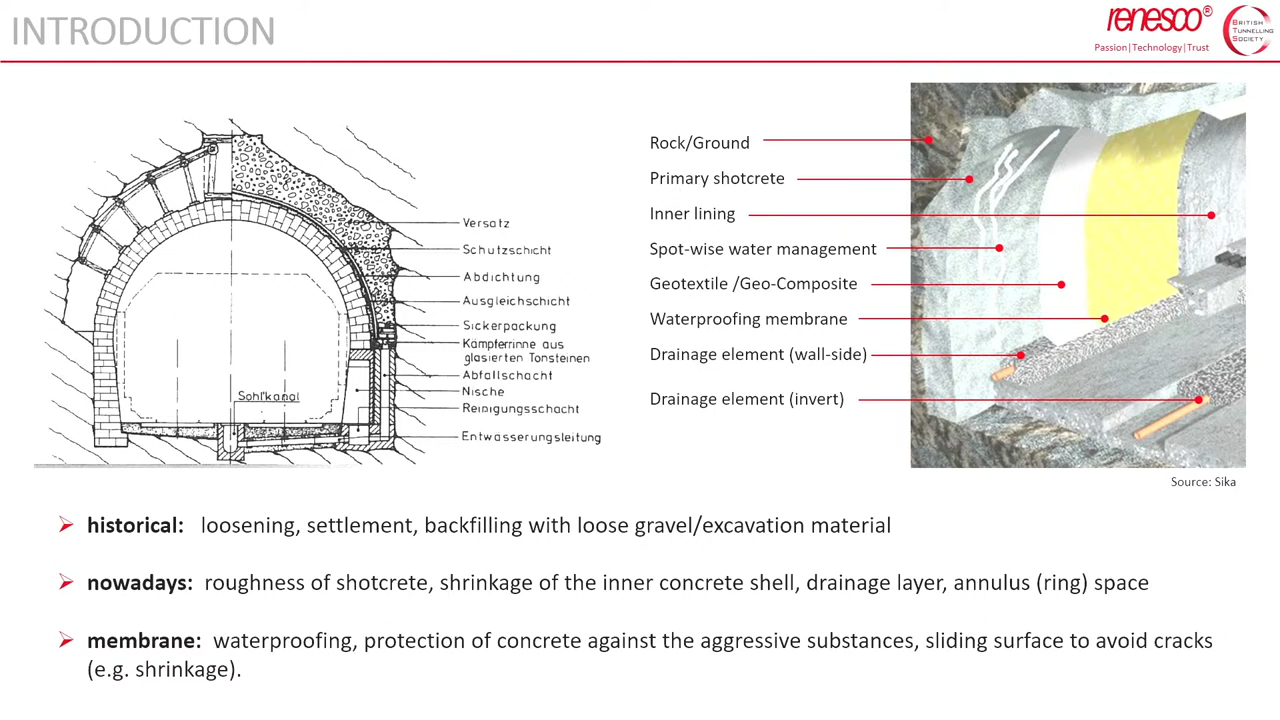 INTRODUCTION
renesco®
Passion|Technology|Trust
BRITISH
TUNNELLING
SOCIETY
Versatz
Schutzschicht
Abdichtung
Ausgleichschicht
Sickerpackung
Kämpferrinne aus
glasierten Tonsteinen
Abfallschacht
Nische
Reinigungsschacht
Entwässerungsleitung
Sohlkanal
Rock/Ground
Primary shotcrete
Inner lining
Spot-wise water management
Geotextile /Geo-Composite
Waterproofing membrane
Drainage element (wall-side)
Drainage element (invert)
Source: Sika
historical: loosening, settlement, backfilling with loose gravel/excavation material
nowadays: roughness of shotcrete, shrinkage of the inner concrete shell, drainage layer, annulus (ring) space
membrane: waterproofing, protection of concrete against the aggressive substances, sliding surface to avoid cracks
(e.g. shrinkage).